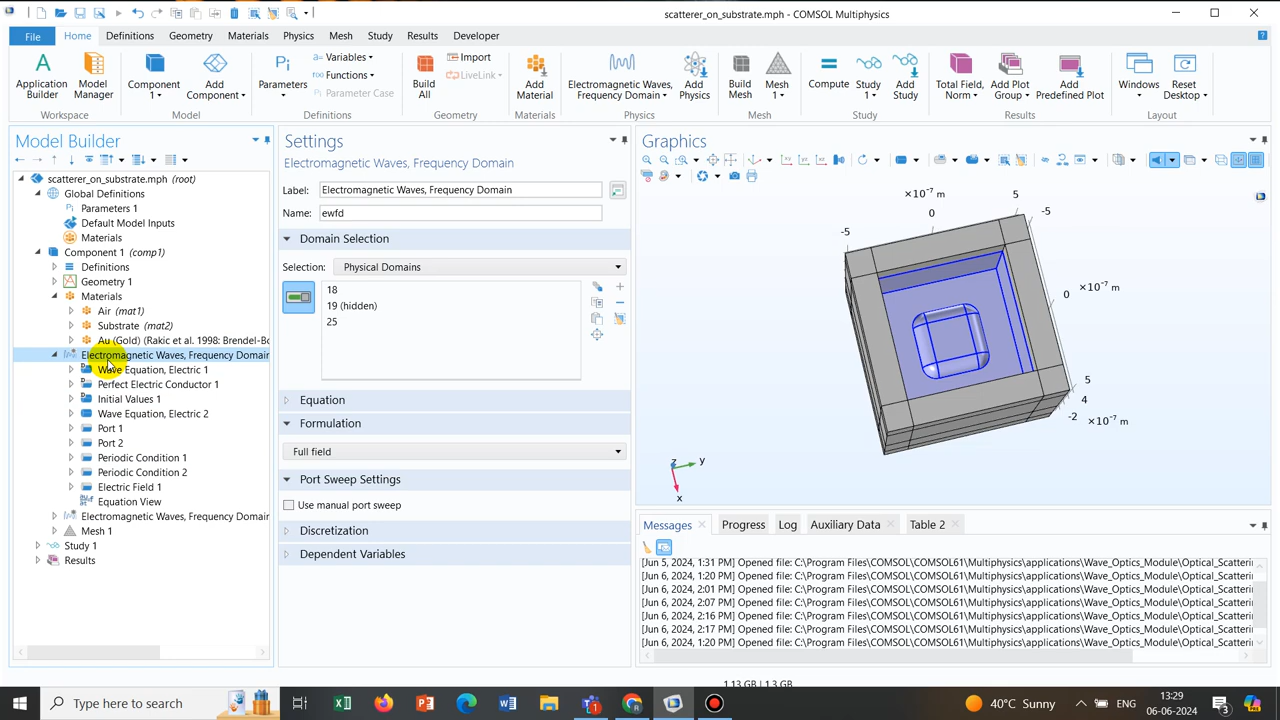 scatterer_on_substrate.mph - COMSOL Multiphysics
File Home Definitions Geometry Materials Physics Mesh Study Results Developer
Application Builder
Model Manager
Workspace
Component 1
Add Component
Model
Parameters
a= Variables
f(x) Functions
Pi Parameter Case
Definitions
Build All
Import
LiveLink
Geometry
Add Material
Materials
Electromagnetic Waves, Frequency Domain
Add Physics
Physics
Build Mesh
Mesh 1
Mesh
Compute
Study 1
Add Study
Study
Total Field, Norm
Add Plot Group
Add Predefined Plot
Results
Windows
Reset Desktop
Layout
Model Builder
scatterer_on_substrate.mph (root)
Global Definitions
Parameters 1
Default Model Inputs
Materials
Component 1 (comp1)
Definitions
Geometry 1
Materials
Air (mat1)
Substrate (mat2)
Au (Gold) (Rakic et al. 1998: Brendel-Bo
Electromagnetic Waves, Frequency Domain
Wave Equation, Electric 1
Perfect Electric Conductor 1
Initial Values 1
Wave Equation, Electric 2
Port 1
Port 2
Periodic Condition 1
Periodic Condition 2
Electric Field 1
Equation View
Electromagnetic Waves, Frequency Domain
Mesh 1
Study 1
Results
Settings
Electromagnetic Waves, Frequency Domain
Label: Electromagnetic Waves, Frequency Domain
Name: ewfd
Domain Selection
Selection: Physical Domains
18
19 (hidden)
25
Equation
Formulation
Full field
Port Sweep Settings
Use manual port sweep
Discretization
Dependent Variables
Graphics
×10⁻⁷ m
5
0
-5
-5
0 ×10⁻⁷ m
5
4
-2 ×10⁻⁷ m
z
y
x
Messages Progress Log Auxiliary Data Table 2
[Jun 5, 2024, 1:31 PM] Opened file: C:\Program Files\COMSOL\COMSOL61\Multiphysics\applications\Wave_Optics_Module\Optical_Scatterin
[Jun 6, 2024, 1:20 PM] Opened file: C:\Program Files\COMSOL\COMSOL61\Multiphysics\applications\Wave_Optics_Module\Optical_Scatterin
[Jun 6, 2024, 2:01 PM] Opened file: C:\Program Files\COMSOL\COMSOL61\Multiphysics\applications\Wave_Optics_Module\Optical_Scatterin
[Jun 6, 2024, 2:07 PM] Opened file: C:\Program Files\COMSOL\COMSOL61\Multiphysics\applications\Wave_Optics_Module\Optical_Scatterin
[Jun 6, 2024, 2:16 PM] Opened file: C:\Program Files\COMSOL\COMSOL61\Multiphysics\applications\Wave_Optics_Module\Optical_Scatterin
[Jun 6, 2024, 2:17 PM] Opened file: C:\Program Files\COMSOL\COMSOL61\Multiphysics\applications\Wave_Optics_Module\Optical_Scatterin
[Jun 6, 2024, 1:20 PM] Opened file: C:\Program Files\COMSOL\COMSOL61\Multiphysics\applications\Wave_Optics_Module\Optical_Scatterin
1.13 GB | 1.3 GB
Type here to search
40°C Sunny
ENG
13:29
06-06-2024
3